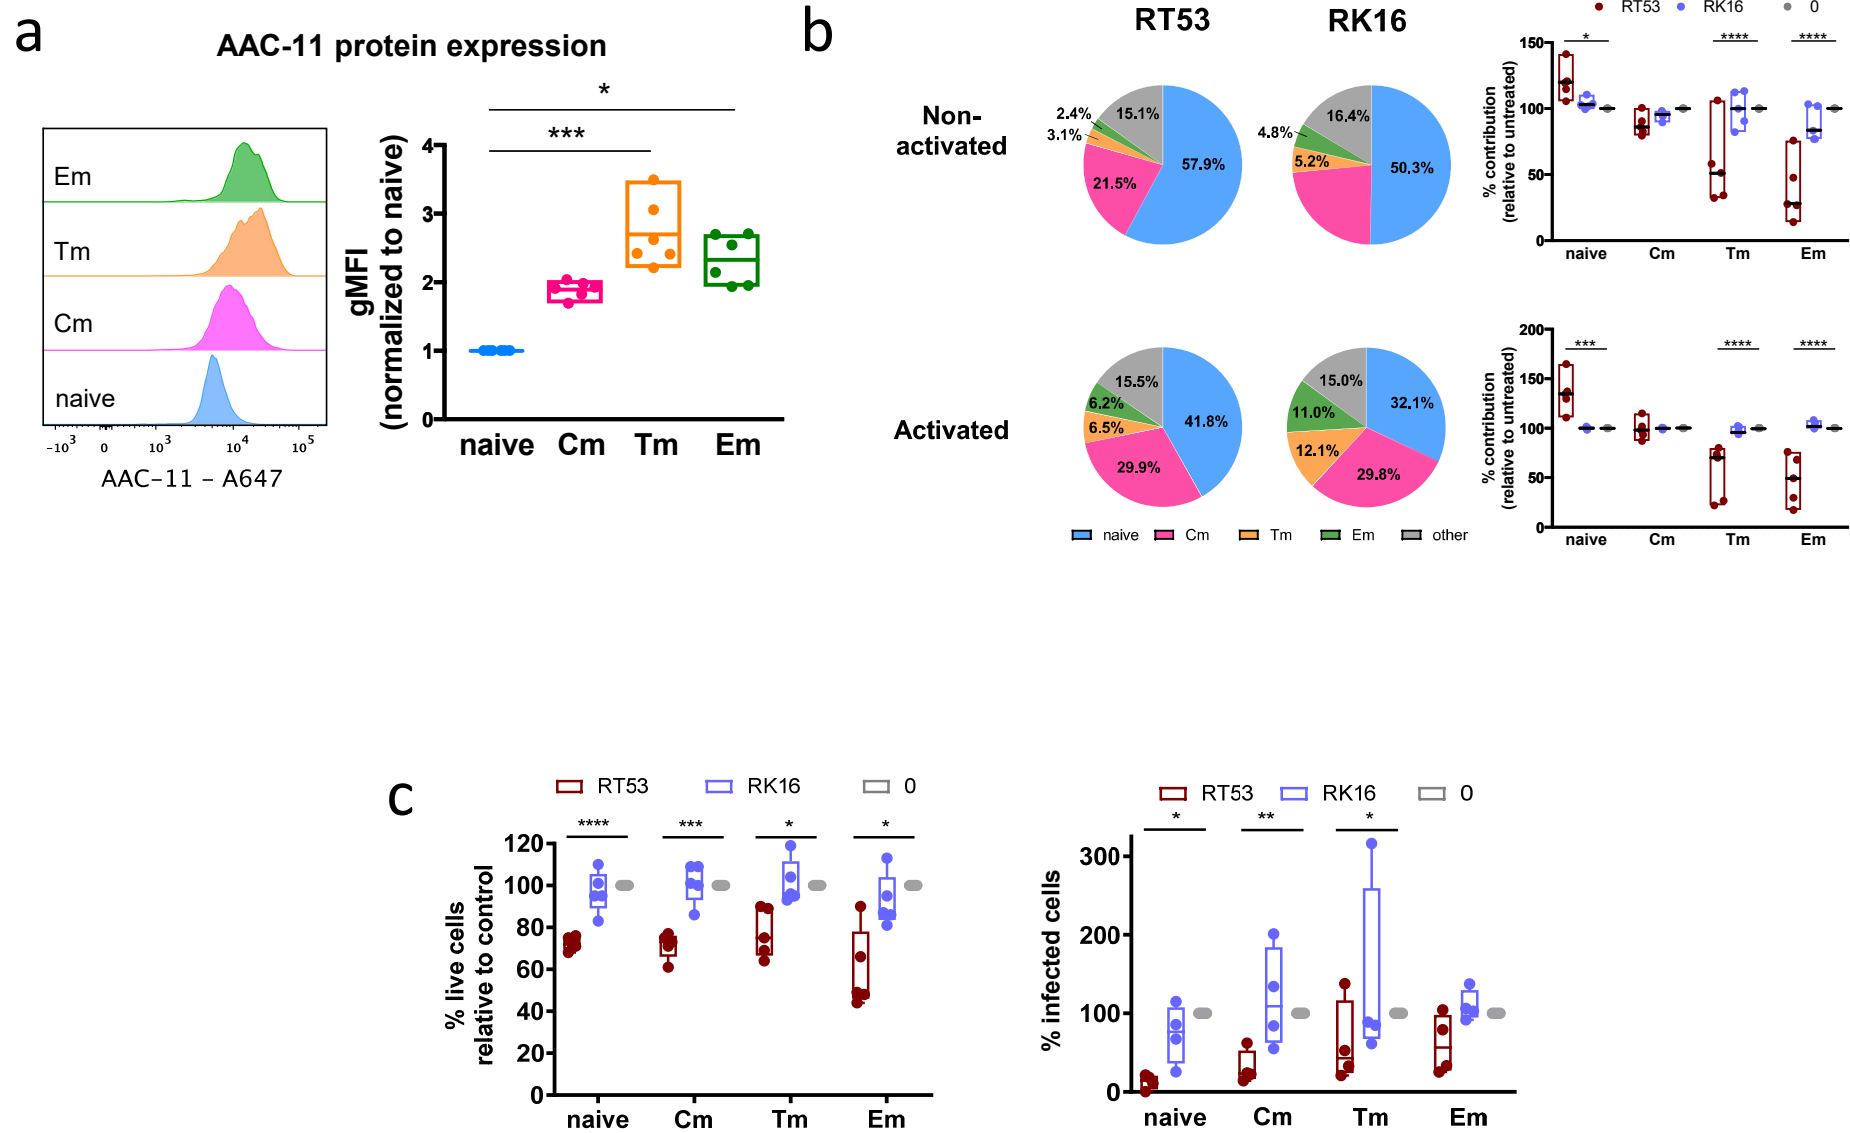 a
AAC-11 protein expression
Em
Tm
Cm
naive
-10³ 0 10³ 10⁴ 10⁵
AAC-11 - A647
gMFI
(normalized to naive)
4
3
2
1
0
*
***
naive Cm Tm Em
b
RT53 RK16
Non-
activated
2.4%
3.1%
15.1%
57.9%
21.5%
4.8%
5.2%
16.4%
50.3%
Activated
15.5%
6.2%
6.5%
41.8%
29.9%
15.0%
11.0%
12.1%
32.1%
29.8%
naive Cm Tm Em other
RT53 RK16 0
% contribution
(relative to untreated)
150
100
50
0
* **** ****
naive Cm Tm Em
% contribution
(relative to untreated)
200
150
100
50
0
*** **** ****
naive Cm Tm Em
c
RT53 RK16 0
% live cells
relative to control
120
100
80
60
40
20
0
**** *** * *
naive Cm Tm Em
RT53 RK16 0
% infected cells
300
200
100
0
* ** *
naive Cm Tm Em